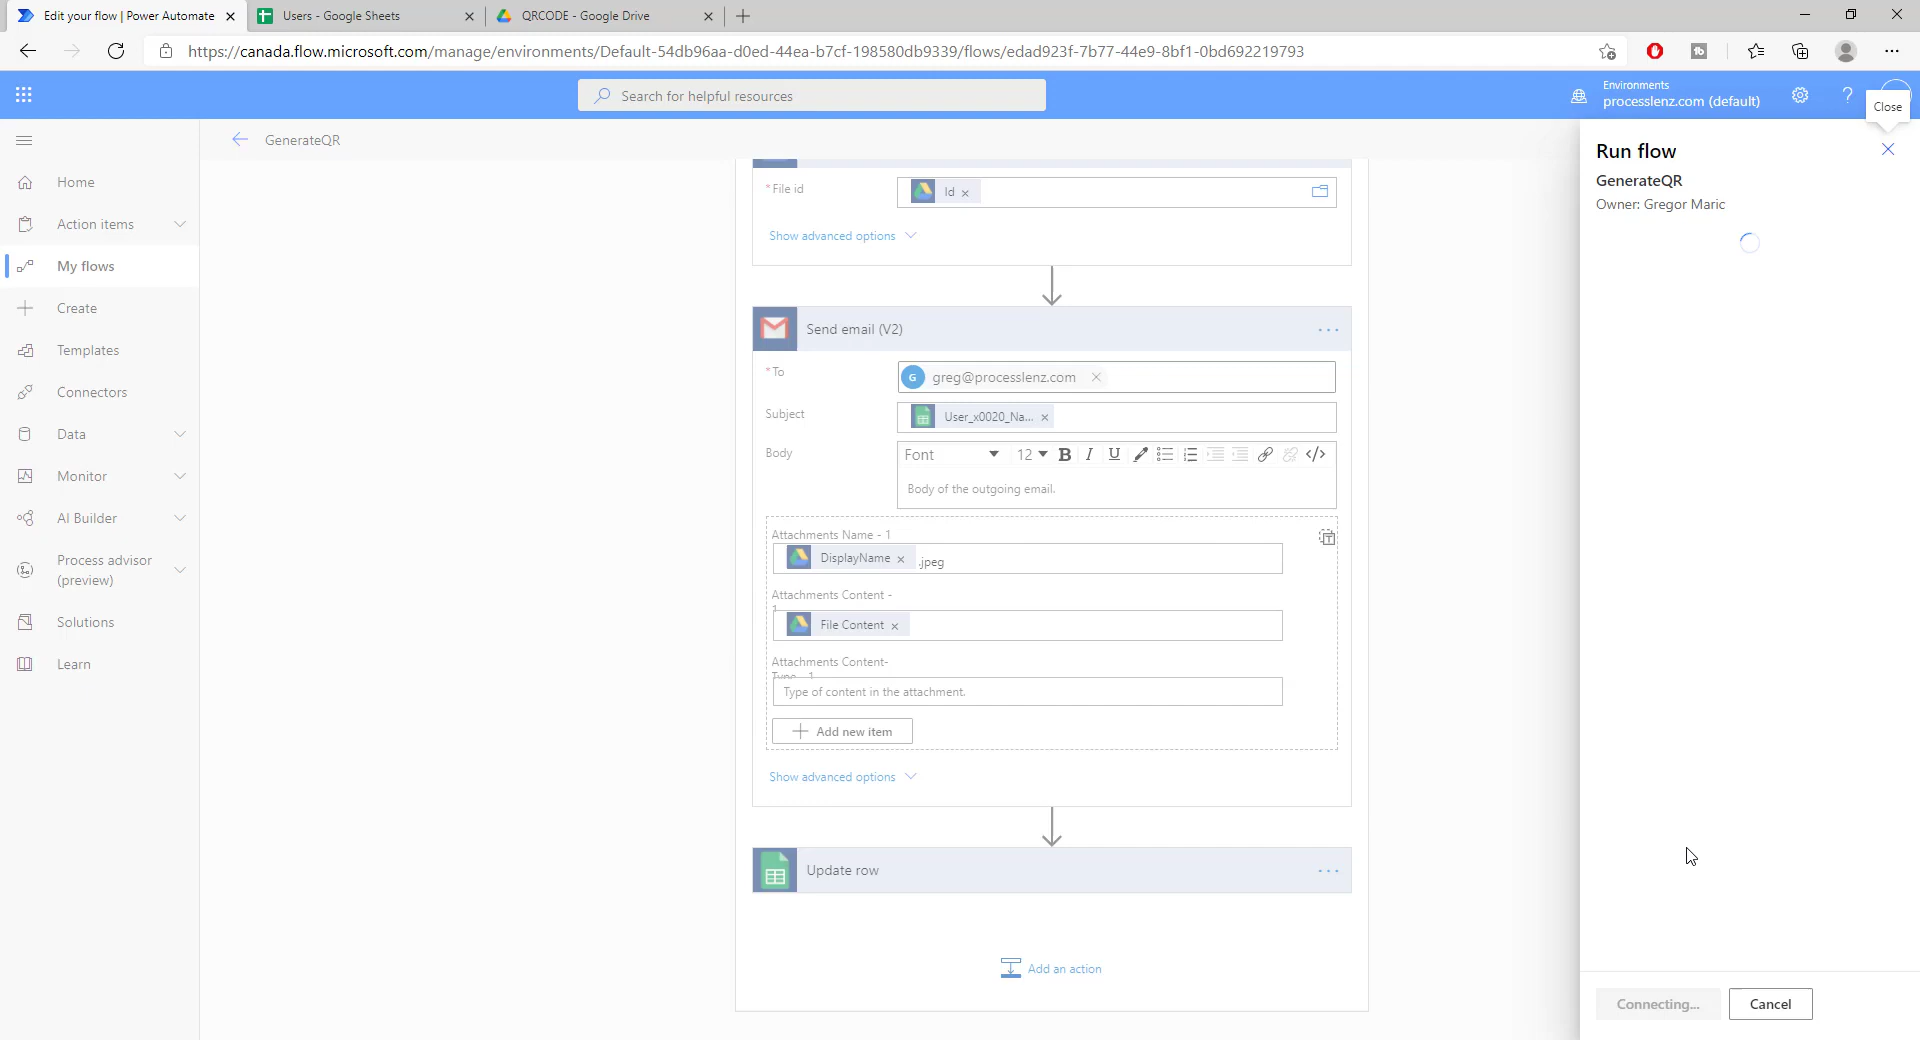 Edit your flow | Power Automate
Users - Google Sheets
QRCODE - Google Drive
https://canada.flow.microsoft.com/manage/environments/Default-54db96aa-d0ed-44ea-b7cf-198580db9339/flows/edad923f-7b77-44e9-8bf1-0bd692219793
Search for helpful resources
Environments
processlenz.com (default)
?
Close
GenerateQR
Home
Action items
My flows
Create
Templates
Connectors
Data
Monitor
AI Builder
Process advisor
(preview)
Solutions
Learn
* File id
Id ×
Show advanced options
Send email (V2)
* To
G greg@processlenz.com
Subject
User_x0020_Na... ×
Body
Font 12 B I U </>
Body of the outgoing email.
Attachments Name - 1
DisplayName × .jpeg
Attachments Content -
1
File Content ×
Attachments Content-
Type - 1
Type of content in the attachment.
Add new item
Show advanced options
Update row
Add an action
Run flow
GenerateQR
Owner: Gregor Maric
Connecting...
Cancel